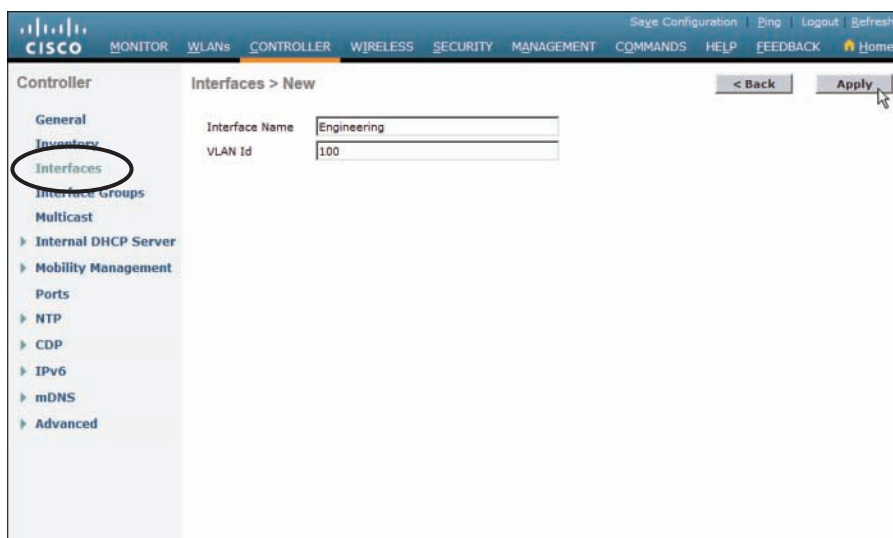 Save Configuration | Ping | Logout | Refresh
CISCO MONITOR WLANs CONTROLLER WIRELESS SECURITY MANAGEMENT COMMANDS HELP FEEDBACK Home
Controller
General
Inventory
Interfaces
Interface Groups
Multicast
Internal DHCP Server
Mobility Management
Ports
NTP
CDP
IPv6
mDNS
Advanced
Interfaces > New
< Back
Apply
Interface Name Engineering
VLAN Id 100